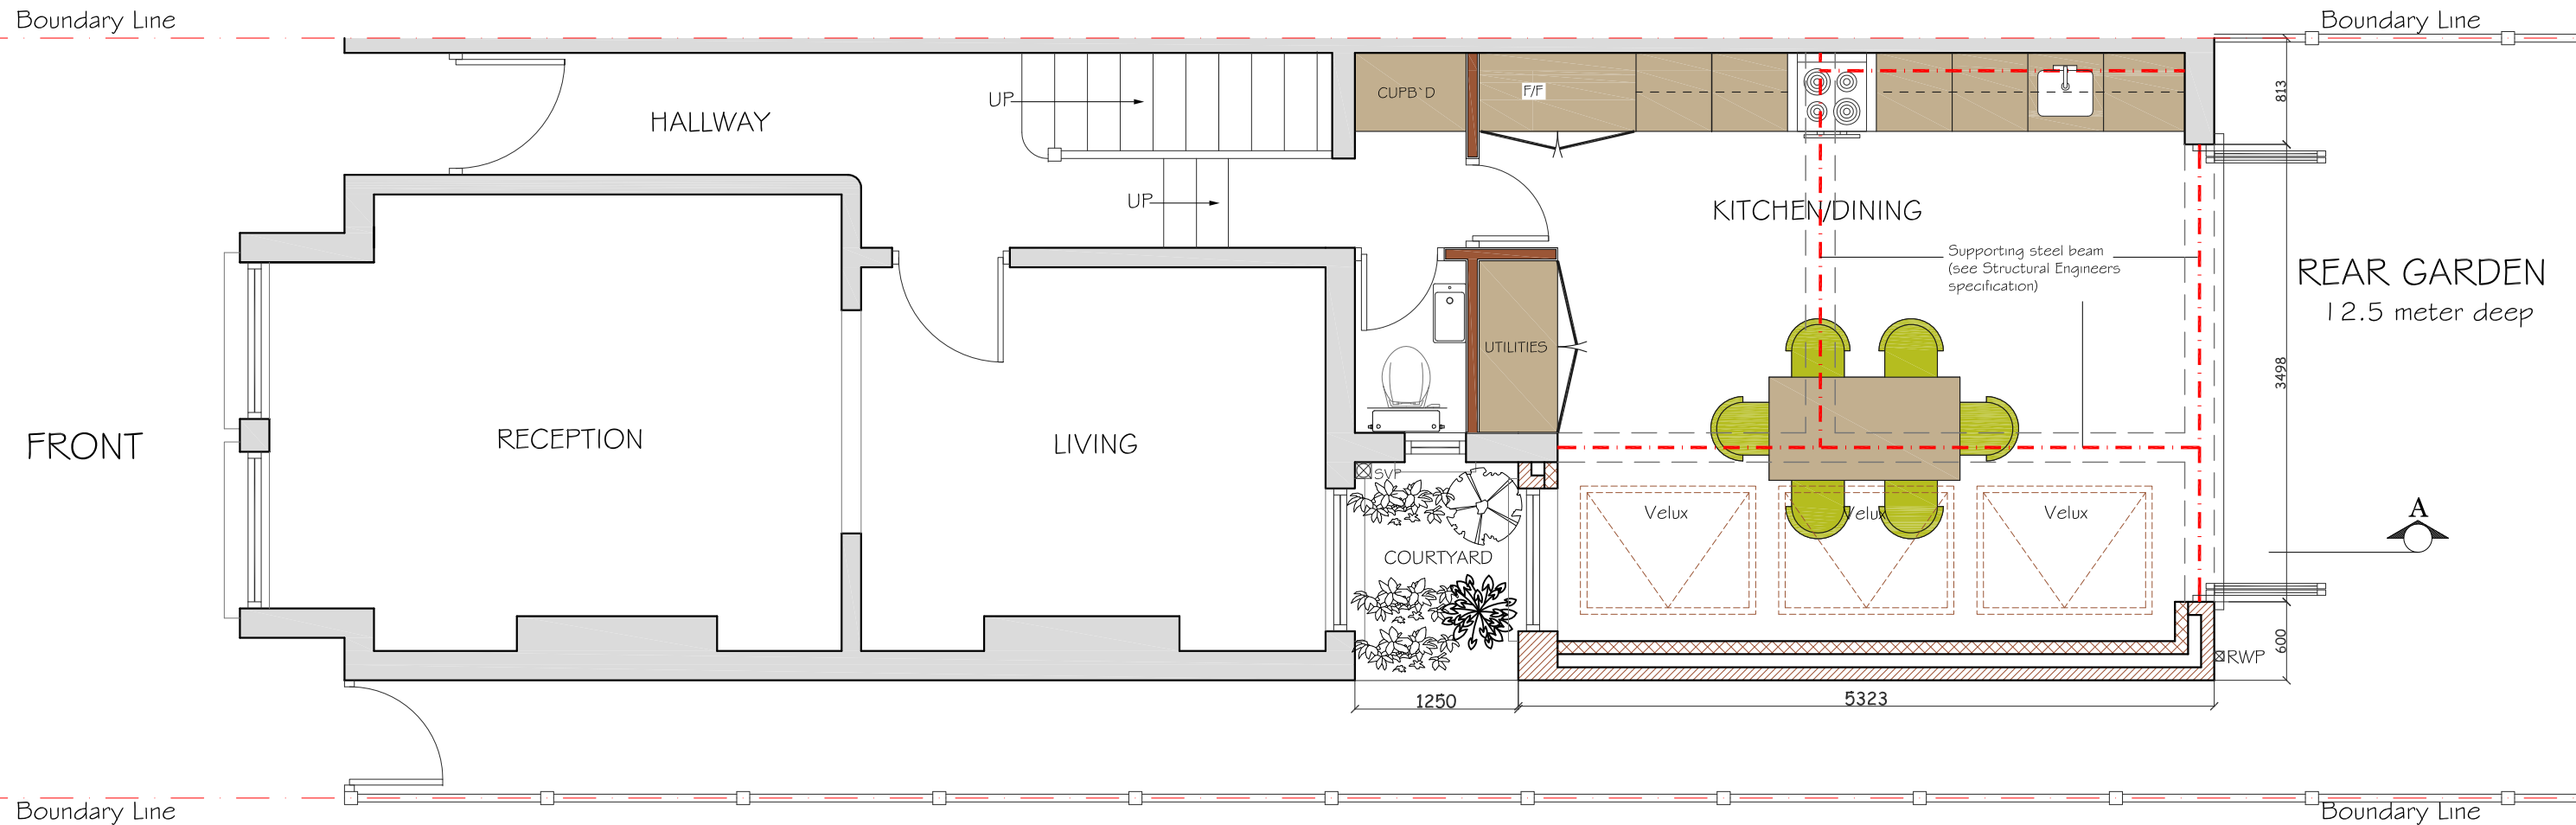 Boundary Line
Boundary Line
813
CUPB`D
F/F
UP
HALLWAY
UP
KITCHEN/DINING
Supporting steel beam
(see Structural Engineers
specification)
REAR GARDEN
12.5 meter deep
UTILITIES
3498
FRONT
RECEPTION
LIVING
SVP
Velux
Velux
Velux
A
COURTYARD
600
RWP
1250
5323
Boundary Line
Boundary Line